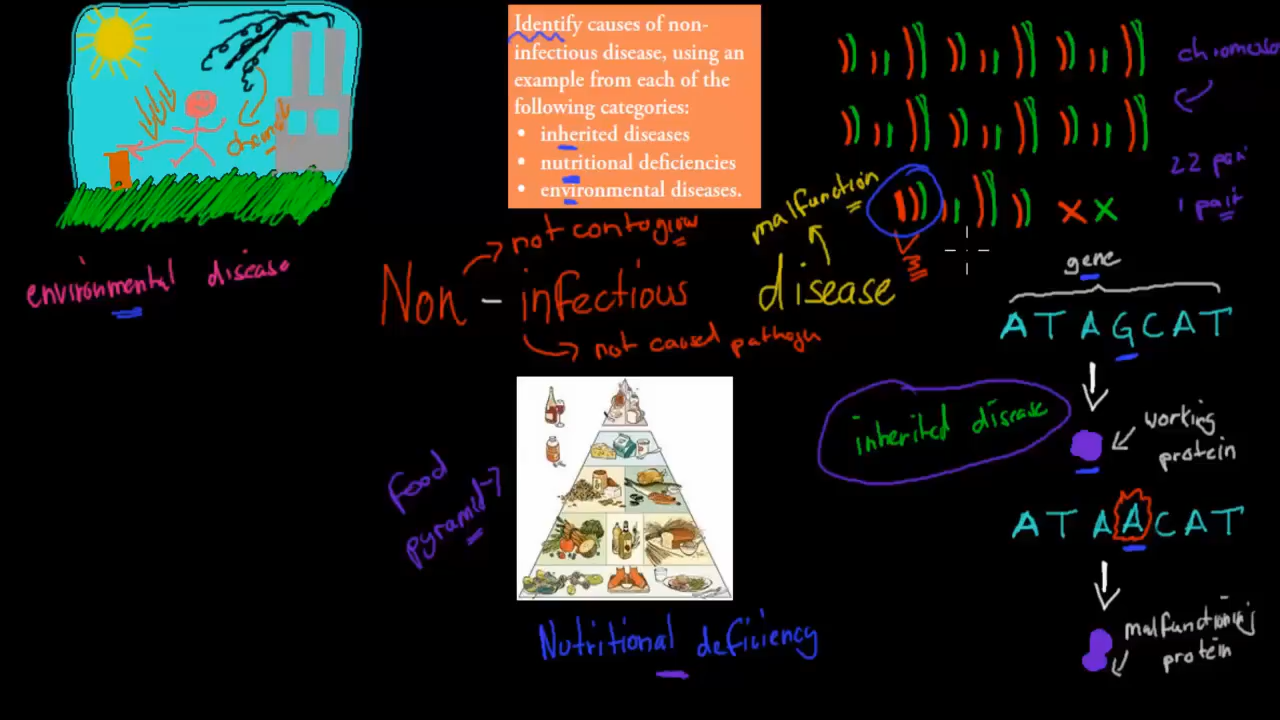 Identify causes of non-
infectious disease, using an
example from each of the
following categories:
• inherited diseases
• nutritional deficiencies
• environmental diseases.
22 pair
1 pair
malfunction
not
Non - infectious
disease
not caused
environmental disease
gene
ATAGCAT
working
protein
inherited disease
Food
pyramid
ATAACAT
malfunctioning
protein
Nutritional deficiency